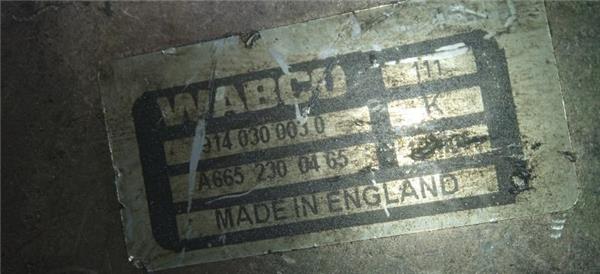 WABCO 111
914 030 003 0 K
A665 230 04 65
MADE IN ENGLAND